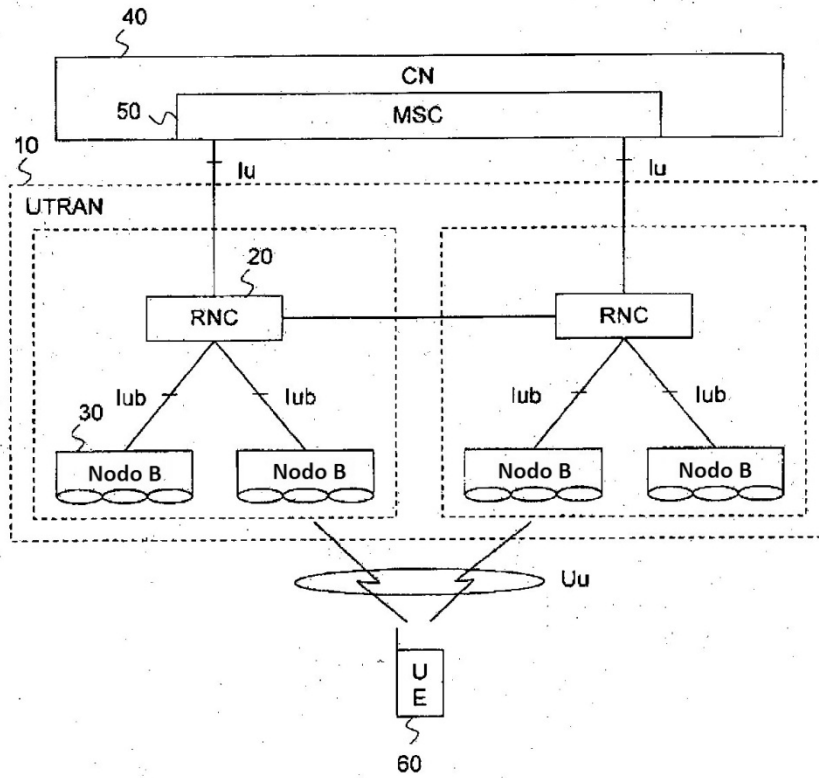 40
CN
50
MSC
10
Iu
Iu
UTRAN
20
RNC
RNC
Iub
Iub
Iub
Iub
30
Nodo B
Nodo B
Nodo B
Nodo B
Uu
U
E
60